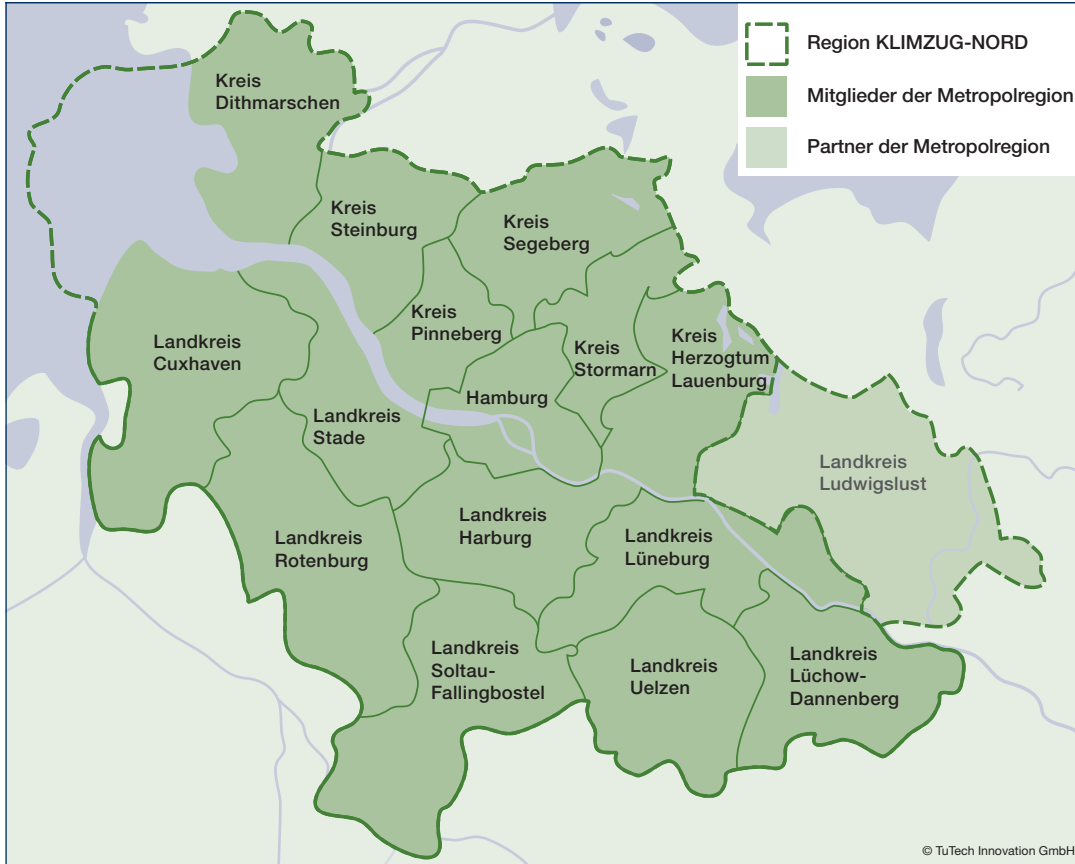 Region KLIMZUG-NORD
Mitglieder der Metropolregion
Partner der Metropolregion
Kreis
Dithmarschen
Kreis
Steinburg
Kreis
Segeberg
Kreis
Pinneberg
Kreis
Stormarn
Kreis
Herzogtum
Lauenburg
Landkreis
Cuxhaven
Hamburg
Landkreis
Stade
Landkreis
Ludwigslust
Landkreis
Rotenburg
Landkreis
Harburg
Landkreis
Lüneburg
Landkreis
Soltau-
Fallingbostel
Landkreis
Uelzen
Landkreis
Lüchow-
Dannenberg
© TuTech Innovation GmbH